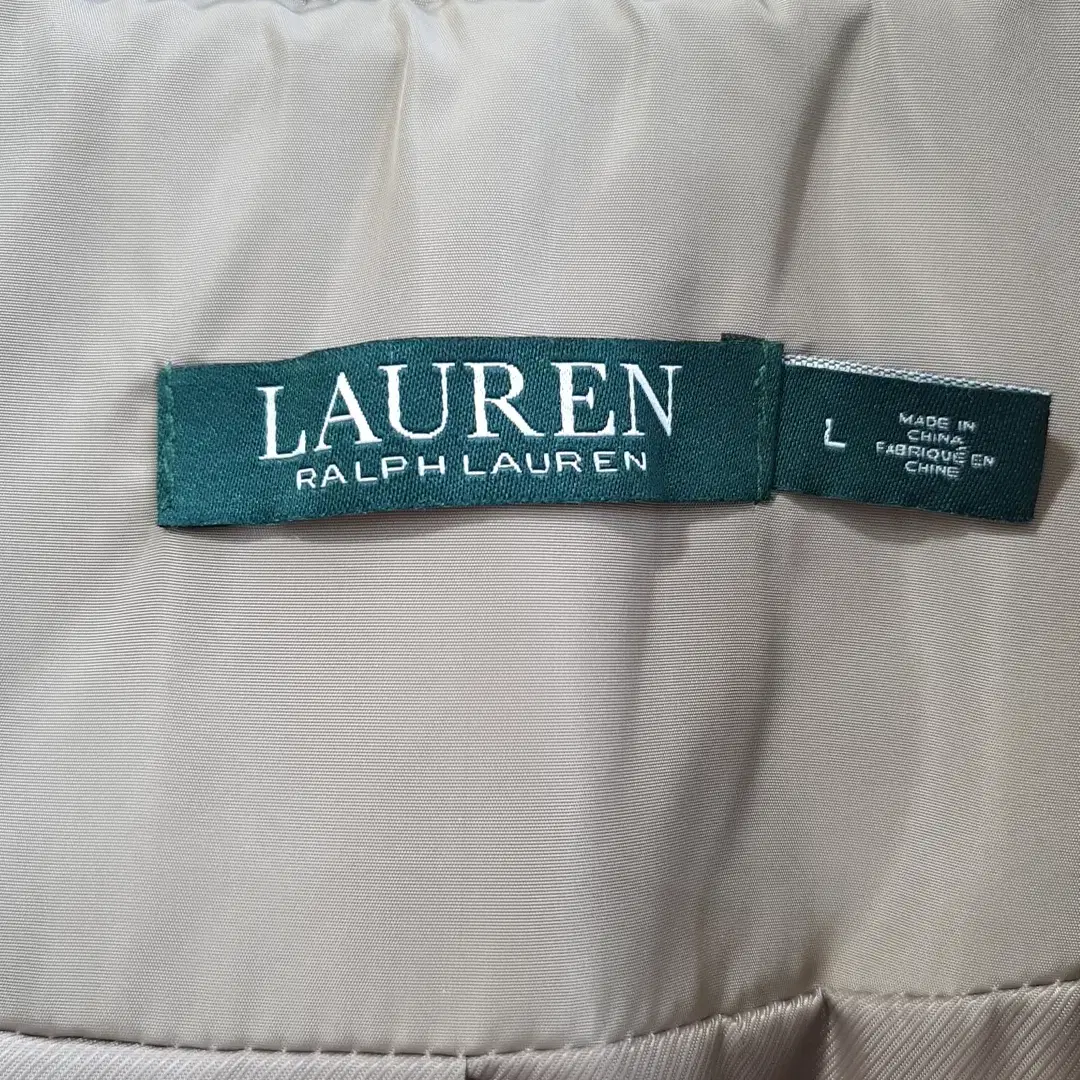 LAUREN
RALPH LAUREN
L
MADE IN
CHINA
FABRIQUÉ EN
CHINE